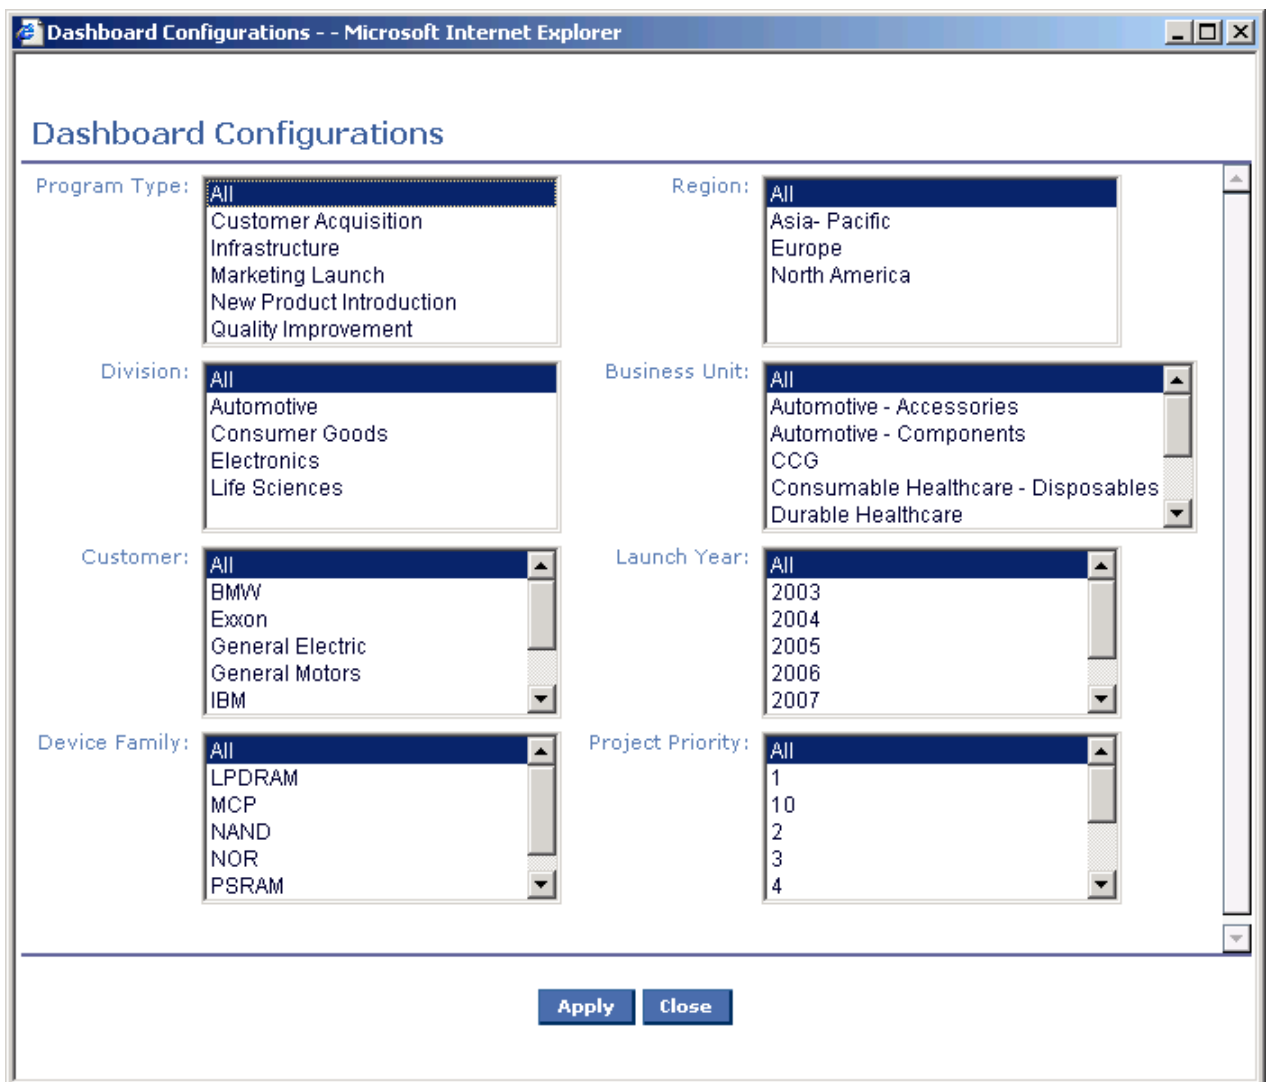 Dashboard Configurations - - Microsoft Internet Explorer
Dashboard Configurations
Program Type:
All
Customer Acquisition
Infrastructure
Marketing Launch
New Product Introduction
Quality Improvement
Region:
All
Asia- Pacific
Europe
North America
Division:
All
Automotive
Consumer Goods
Electronics
Life Sciences
Business Unit:
All
Automotive - Accessories
Automotive - Components
CCG
Consumable Healthcare - Disposables
Durable Healthcare
Customer:
All
BMW
Exxon
General Electric
General Motors
IBM
Launch Year:
All
2003
2004
2005
2006
2007
Device Family:
All
LPDRAM
MCP
NAND
NOR
PSRAM
Project Priority:
All
1
10
2
3
4
Apply
Close